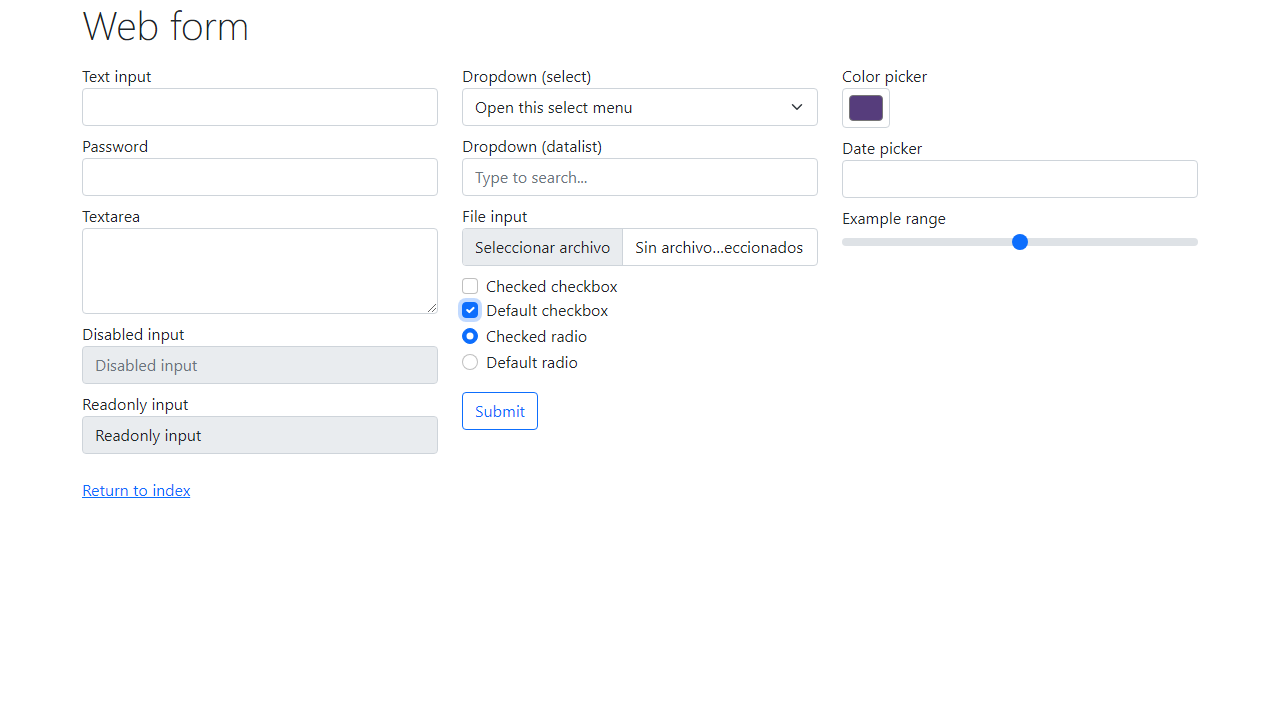 Web form
Text input
Password
Textarea
Disabled input
Disabled input
Readonly input
Readonly input
Return to index
Dropdown (select)
Open this select menu
Dropdown (datalist)
Type to search...
File input
Seleccionar archivo Sin archivo...eccionados
Checked checkbox
Default checkbox
Checked radio
Default radio
Submit
Color picker
Date picker
Example range